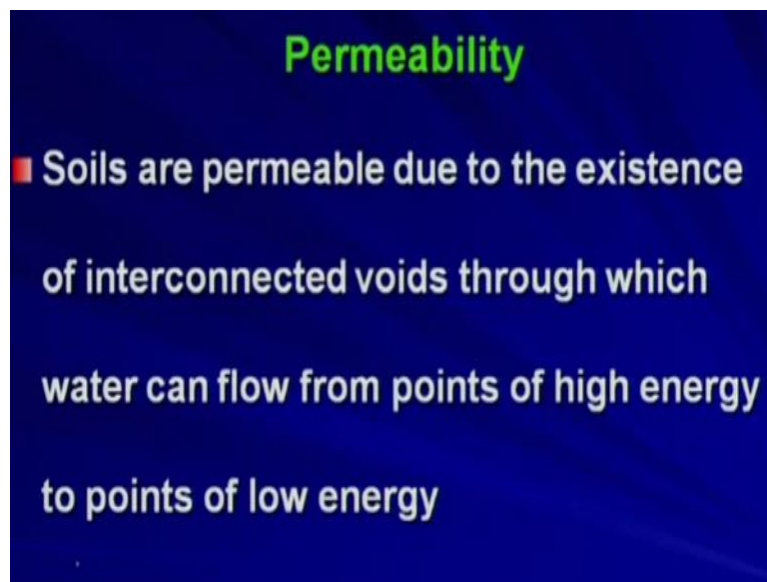 Permeability
Soils are permeable due to the existence
of interconnected voids through which
water can flow from points of high energy
to points of low energy